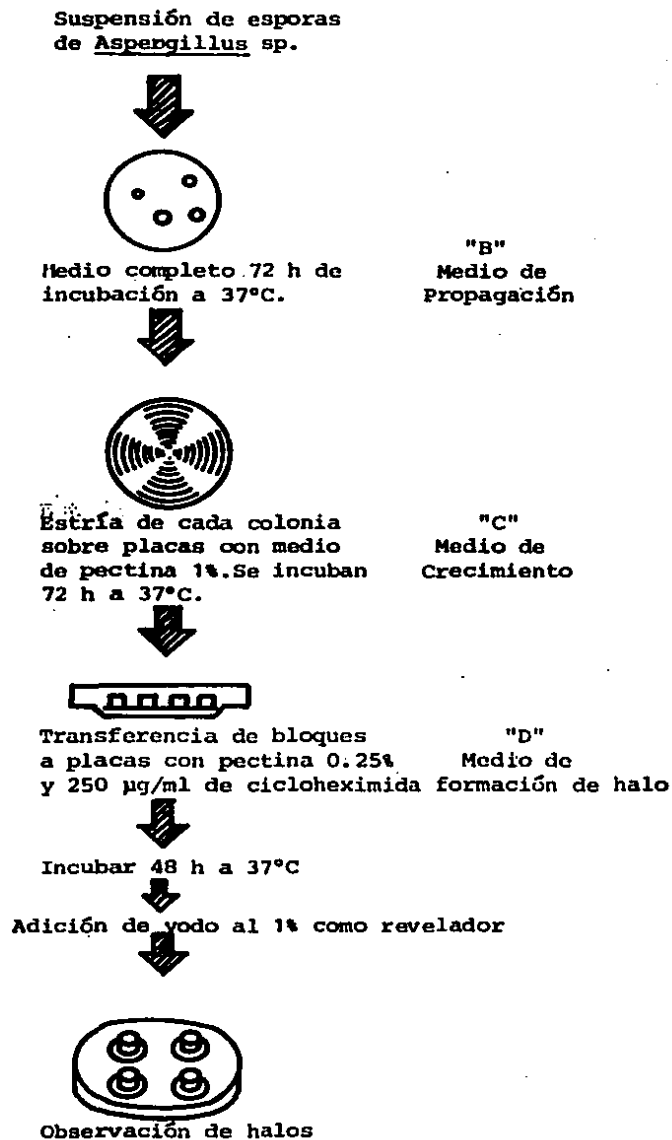 Suspensión de esporas
de Aspergillus sp.
Medio completo 72 h de
incubación a 37°C.
"B"
Medio de
Propagación
Estría de cada colonia
sobre placas con medio
de pectina 1%. Se incuban
72 h a 37°C.
"C"
Medio de
Crecimiento
Transferencia de bloques
a placas con pectina 0.25%
y 250 µg/ml de cicloheximida
"D"
Medio de
formación de halo
Incubar 48 h a 37°C
Adición de yodo al 1% como revelador
Observación de halos